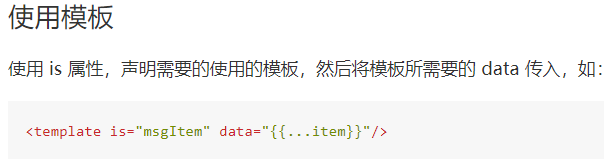 使用模板
使用 is 属性，声明需要的使用的模板，然后将模板所需要的 data 传入，如：
<template is="msgItem" data="{{...item}}"/>